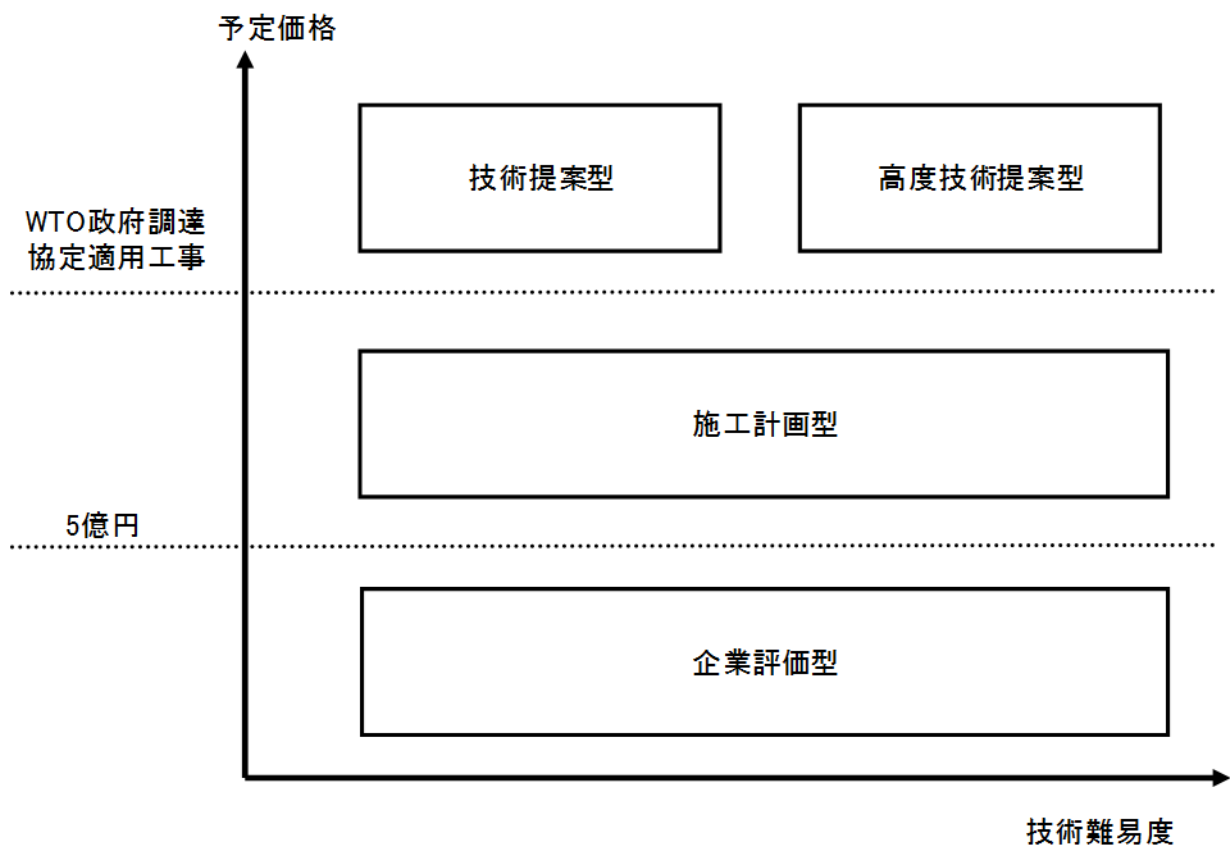 予定価格
技術提案型
高度技術提案型
WTO政府調達
協定適用工事
施工計画型
5億円
企業評価型
技術難易度